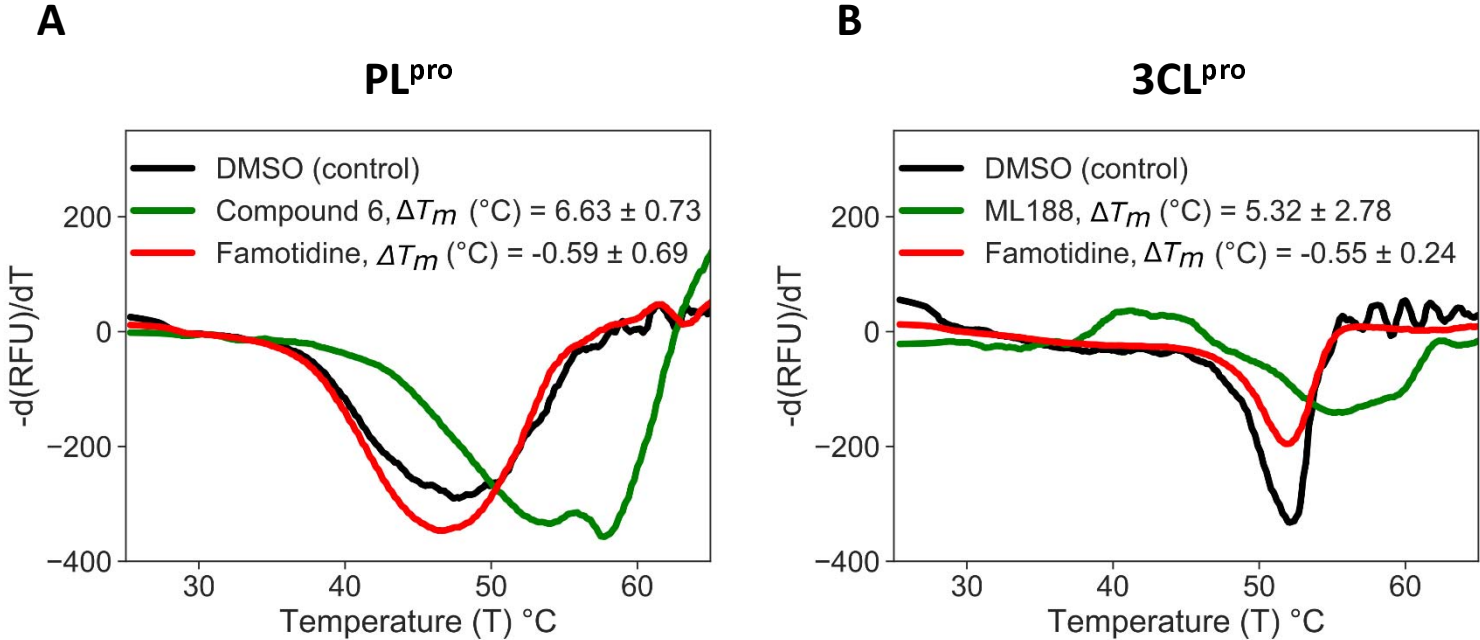 A
PLpro
DMSO (control)
Compound 6, ΔTm (°C) = 6.63 ± 0.73
Famotidine, ΔTm (°C) = -0.59 ± 0.69
200
0
−200
−400
-d(RFU)/dT
30
40
50
60
Temperature (T) °C
B
3CLpro
DMSO (control)
ML188, ΔTm (°C) = 5.32 ± 2.78
Famotidine, ΔTm (°C) = -0.55 ± 0.24
200
0
−200
−400
-d(RFU)/dT
30
40
50
60
Temperature (T) °C